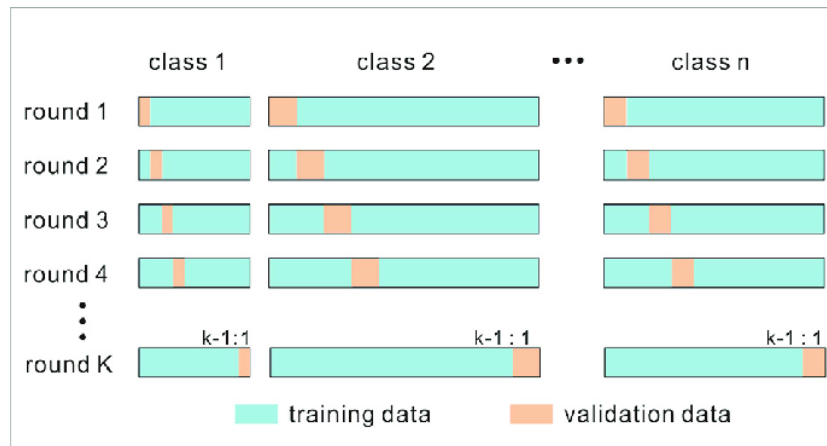 class 1 class 2 ••• class n
round 1
round 2
round 3
round 4
k-1:1 k-1:1 k-1:1
round K
training data validation data